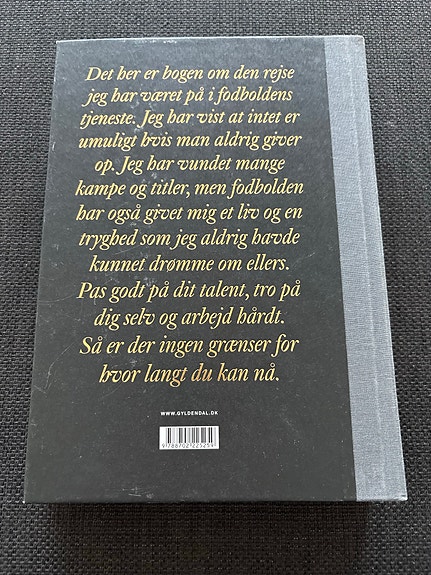 Det her er bogen om den rejse
jeg har været på i fodboldens
tjeneste. Jeg har vist at intet er
umuligt hvis man aldrig giver
op. Jeg har vundet mange
kampe og titler, men fodbolden
har også givet mig et liv og en
tryghed som jeg aldrig havde
kunnet drømme om ellers.
Pas godt på dit talent, tro på
dig selv og arbejd hårdt.
Så er der ingen grænser for
hvor langt du kan nå.
WWW.GYLDENDAL.DK
9 788702 225259